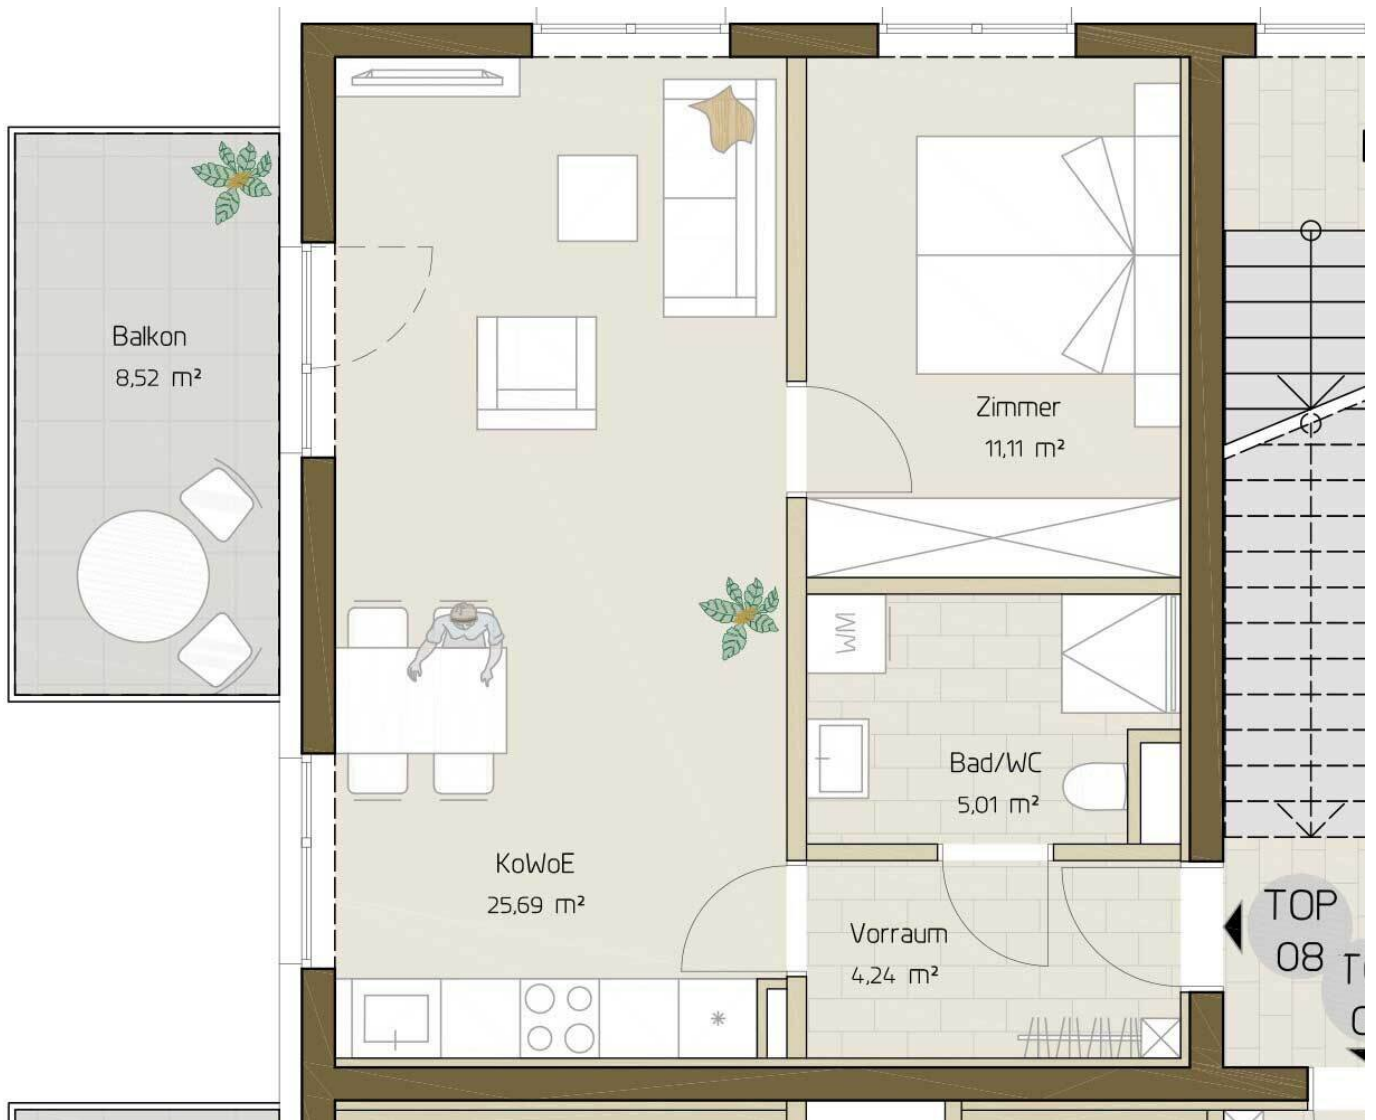 Balkon
8,52 m²
Zimmer
11,11 m²
WM
Bad/WC
5,01 m²
KoWoE
25,69 m²
Vorraum
4,24 m²
TOP
08